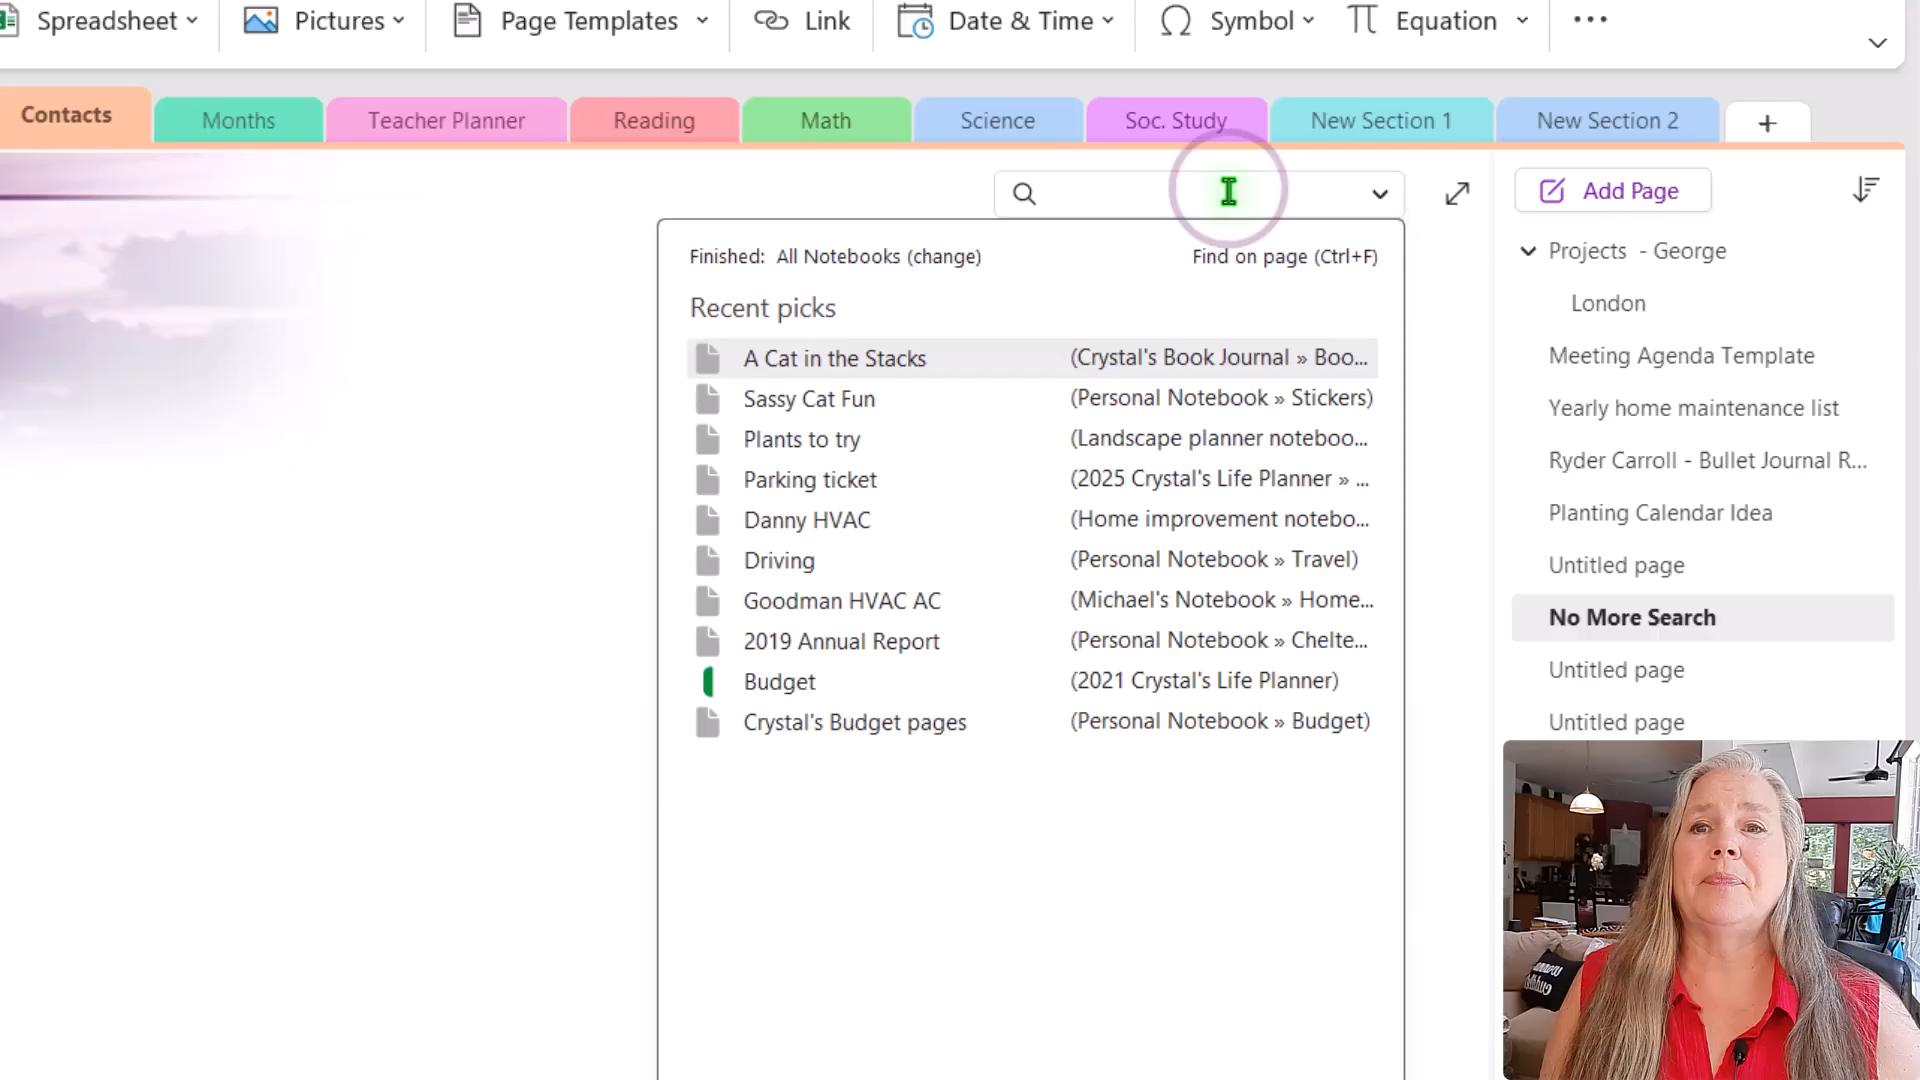 Spreadsheet
Pictures
Page Templates
Link
Date & Time
Symbol
Equation
Contacts
Months
Teacher Planner
Reading
Math
Science
Soc. Study
New Section 1
New Section 2
Finished: All Notebooks (change)
Find on page (Ctrl+F)
Recent picks
A Cat in the Stacks (Crystal's Book Journal » Boo...
Sassy Cat Fun (Personal Notebook » Stickers)
Plants to try (Landscape planner noteboo...
Parking ticket (2025 Crystal's Life Planner » ...
Danny HVAC (Home improvement notebo...
Driving (Personal Notebook » Travel)
Goodman HVAC AC (Michael's Notebook » Home...
2019 Annual Report (Personal Notebook » Chelte...
Budget (2021 Crystal's Life Planner)
Crystal's Budget pages (Personal Notebook » Budget)
Add Page
Projects - George
London
Meeting Agenda Template
Yearly home maintenance list
Ryder Carroll - Bullet Journal R...
Planting Calendar Idea
Untitled page
No More Search
Untitled page
Untitled page